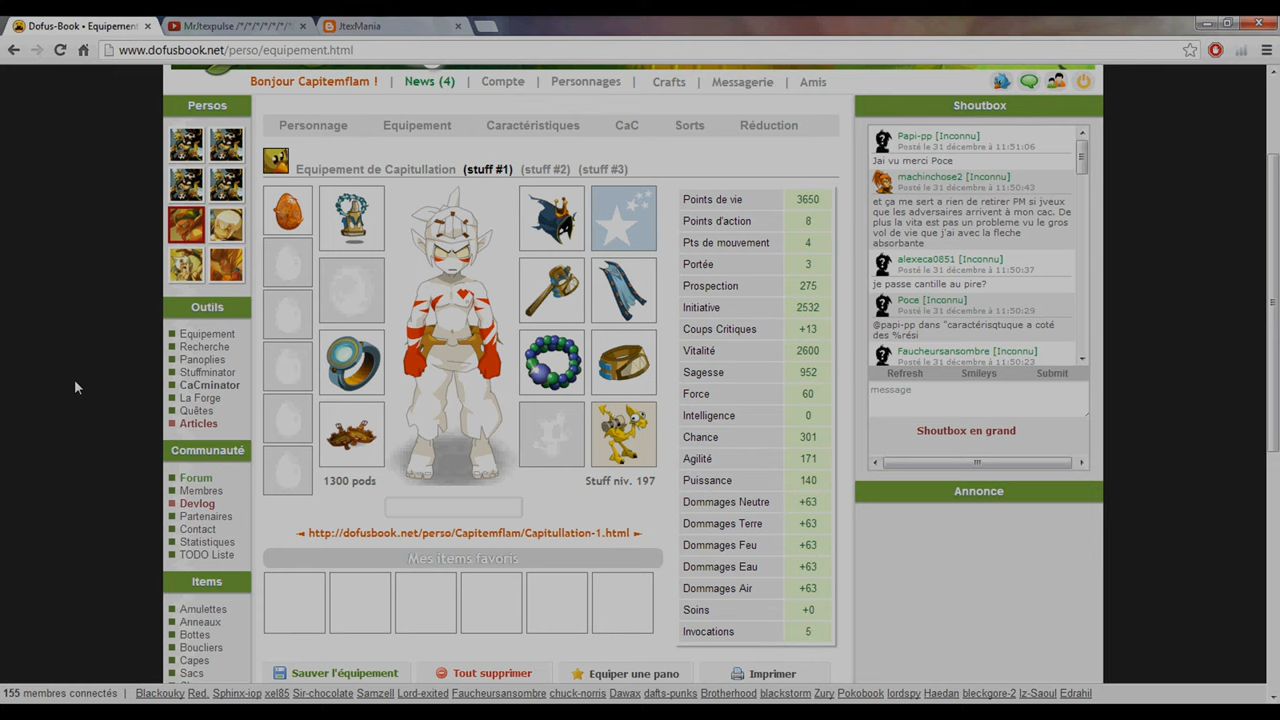 Dofus-Book • Equipement
MrJtexpulse /*/*/*/*/*/*/*/
JtexMania
www.dofusbook.net/perso/equipement.html
Bonjour Capitemflam ! | News (4) | Compte | Personnages | Crafts | Messagerie | Amis
Persos
Personnage Equipement Caractéristiques CaC Sorts Réduction
Equipement de Capitullation (stuff #1) (stuff #2) (stuff #3)
1300 pods
Stuff niv. 197
◄ http://dofusbook.net/perso/Capitemflam/Capitullation-1.html ►
Mes items favoris
Sauver l'équipement
Tout supprimer
Equiper une pano
Imprimer
Points de vie 3650
Points d'action 8
Pts de mouvement 4
Portée 3
Prospection 275
Initiative 2532
Coups Critiques +13
Vitalité 2600
Sagesse 952
Force 60
Intelligence 0
Chance 301
Agilité 171
Puissance 140
Dommages Neutre +63
Dommages Terre +63
Dommages Feu +63
Dommages Eau +63
Dommages Air +63
Soins +0
Invocations 5
Outils
Equipement
Recherche
Panoplies
Stuffminator
CaCminator
La Forge
Quêtes
Articles
Communauté
Forum
Membres
Devlog
Partenaires
Contact
Statistiques
TODO Liste
Items
Amulettes
Anneaux
Bottes
Boucliers
Capes
Sacs
Shoutbox
Papi-pp [Inconnu]
Posté le 31 décembre à 11:51:06
Jai vu merci Poce
machinchose2 [Inconnu]
Posté le 31 décembre à 11:50:43
et ça me sert a rien de retirer PM si jveux
que les adversaires arrivent à mon cac. De
plus la vita est pas un probleme vu le gros
vol de vie que j'ai avec la fleche
absorbante
alexeca0851 [Inconnu]
Posté le 31 décembre à 11:50:37
je passe cantille au pire?
Poce [Inconnu]
Posté le 31 décembre à 11:50:29
@papi-pp dans "caractérisqtuque a coté
des %rési
Faucheursansombre [Inconnu]
Posté le 31 décembre à 11:50:23
Refresh Smileys Submit
message
Shoutbox en grand
Annonce
155 membres connectés | Blackouky Red. Sphinx-iop xel85 Sir-chocolate Samzell Lord-exited Faucheursansombre chuck-norris Dawax dafts-punks Brotherhood blackstorm Zury Pokobook lordspy Haedan bleckgore-2 Iz-Saoul Edrahil